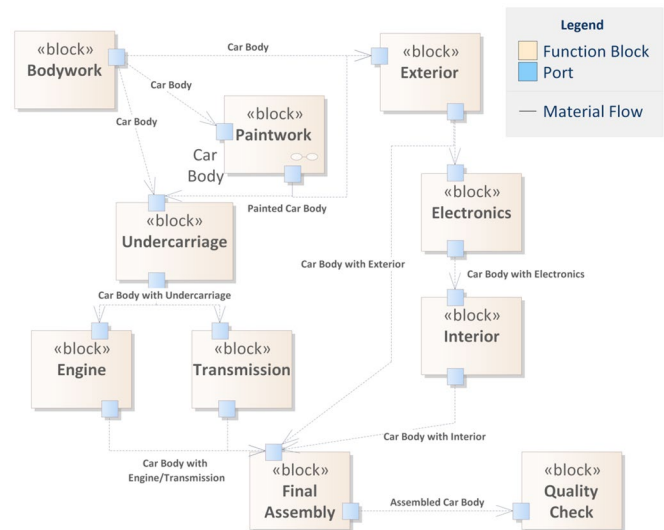 «block»
Bodywork
Car Body
Car Body
Car Body
«block»
Exterior
Legend
Function Block
Port
Material Flow
«block»
Paintwork
Car
Body
Painted Car Body
«block»
Undercarriage
«block»
Electronics
Car Body with Exterior
Car Body with Electronics
Car Body with Undercarriage
«block»
Engine
«block»
Transmission
«block»
Interior
Car Body with
Engine/Transmission
Car Body with Interior
«block»
Final
Assembly
Assembled Car Body
«block»
Quality
Check